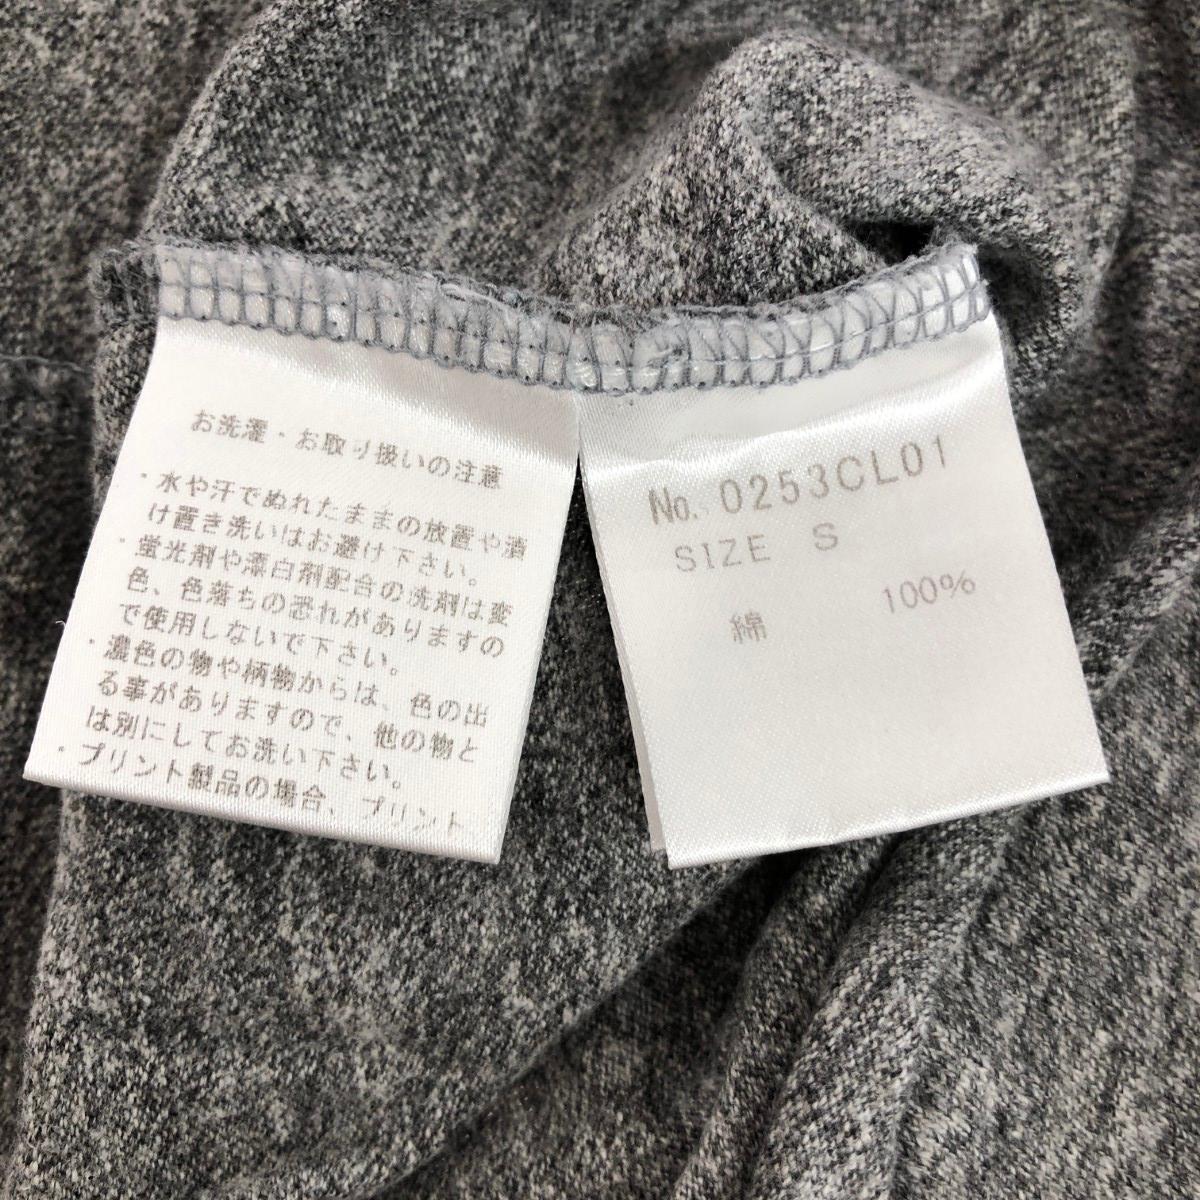 お洗濯・お取り扱いの注意
・水や汗でぬれたままの放置や漬
け置き洗いはお避け下さい。
・蛍光剤や漂白剤配合の洗剤は変
色、色落ちの恐れがありますの
で使用しないで下さい。
・濃色の物や柄物からは、色の出
る事がありますので、他の物と
は別にしてお洗い下さい。
・プリント製品の場合、プリント
No. 0253CL01
SIZE S
綿 100%